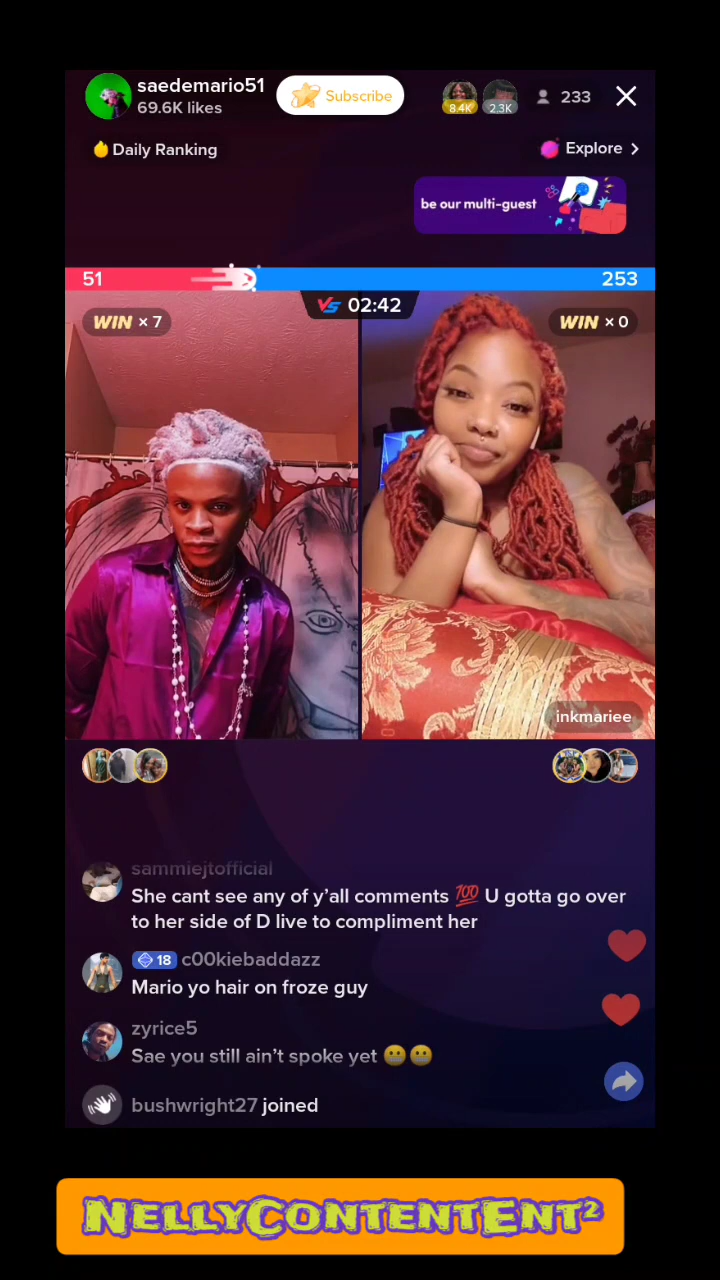 saedemario51
69.6K likes
Subscribe
8.4K
2.3K
233
Daily Ranking
Explore
be our multi-guest
51
253
VS 02:42
WIN × 7
WIN × 0
inkmariee
sammiejtofficial
She cant see any of y’all comments 💯 U gotta go over
to her side of D live to compliment her
18 c00kiebaddazz
Mario yo hair on froze guy
zyrice5
Sae you still ain’t spoke yet 😬😬
bushwright27 joined
NELLYCONTENTENT²